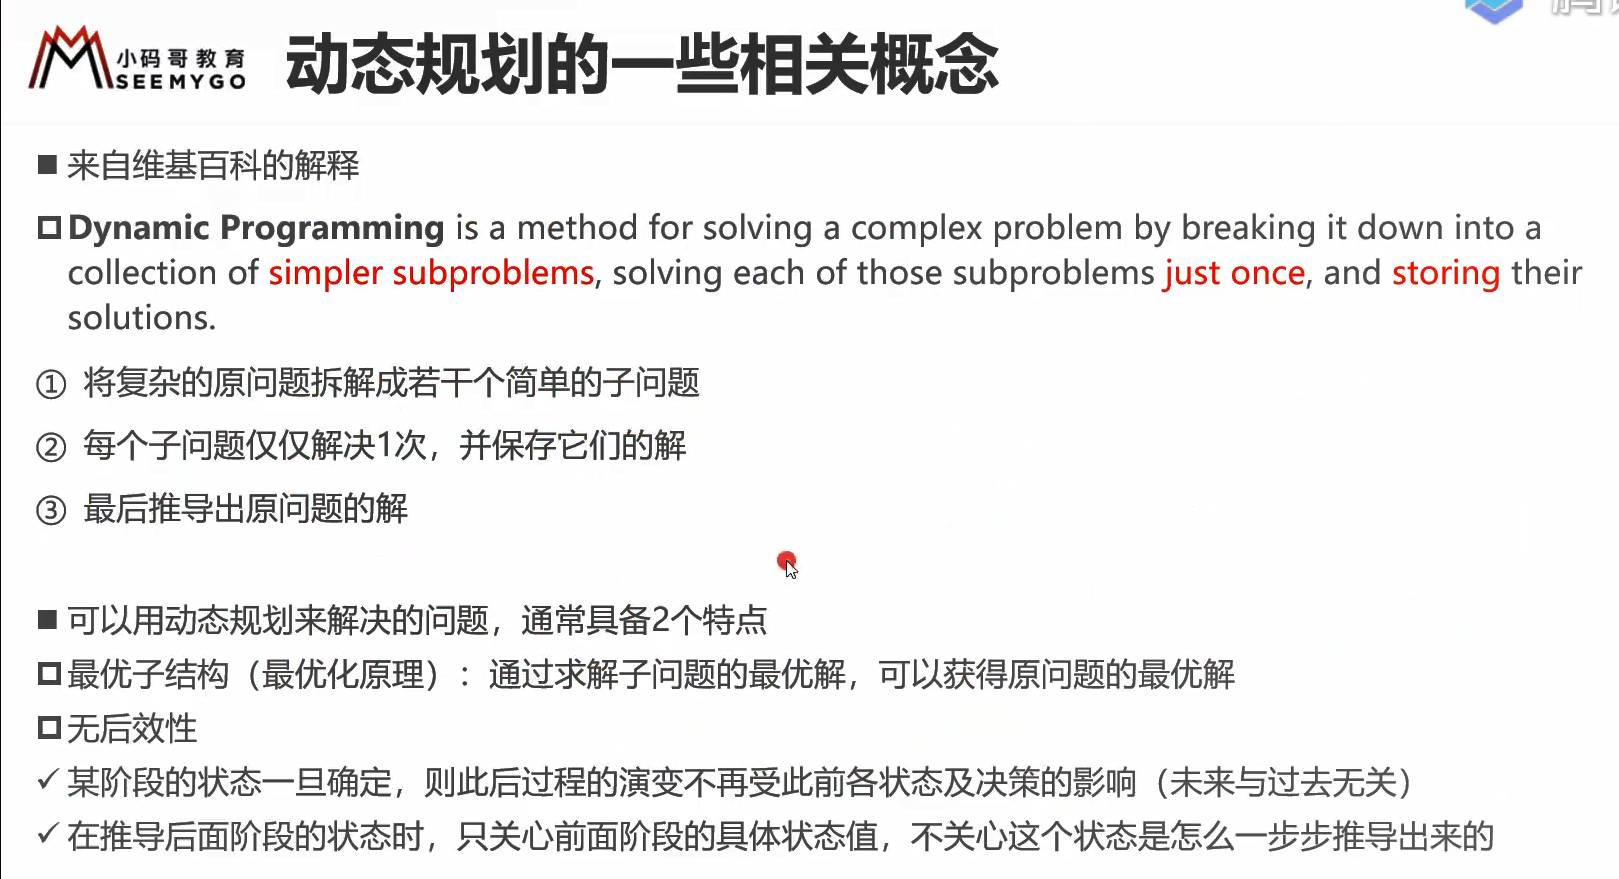 小码哥教育
SEEMYGO
动态规划的一些相关概念
来自维基百科的解释
Dynamic Programming is a method for solving a complex problem by breaking it down into a
collection of simpler subproblems, solving each of those subproblems just once, and storing their
solutions.
① 将复杂的原问题拆解成若干个简单的子问题
② 每个子问题仅仅解决1次，并保存它们的解
③ 最后推导出原问题的解
可以用动态规划来解决的问题，通常具备2个特点
最优子结构（最优化原理）：通过求解子问题的最优解，可以获得原问题的最优解
无后效性
✓ 某阶段的状态一旦确定，则此后过程的演变不再受此前各状态及决策的影响（未来与过去无关）
✓ 在推导后面阶段的状态时，只关心前面阶段的具体状态值，不关心这个状态是怎么一步步推导出来的